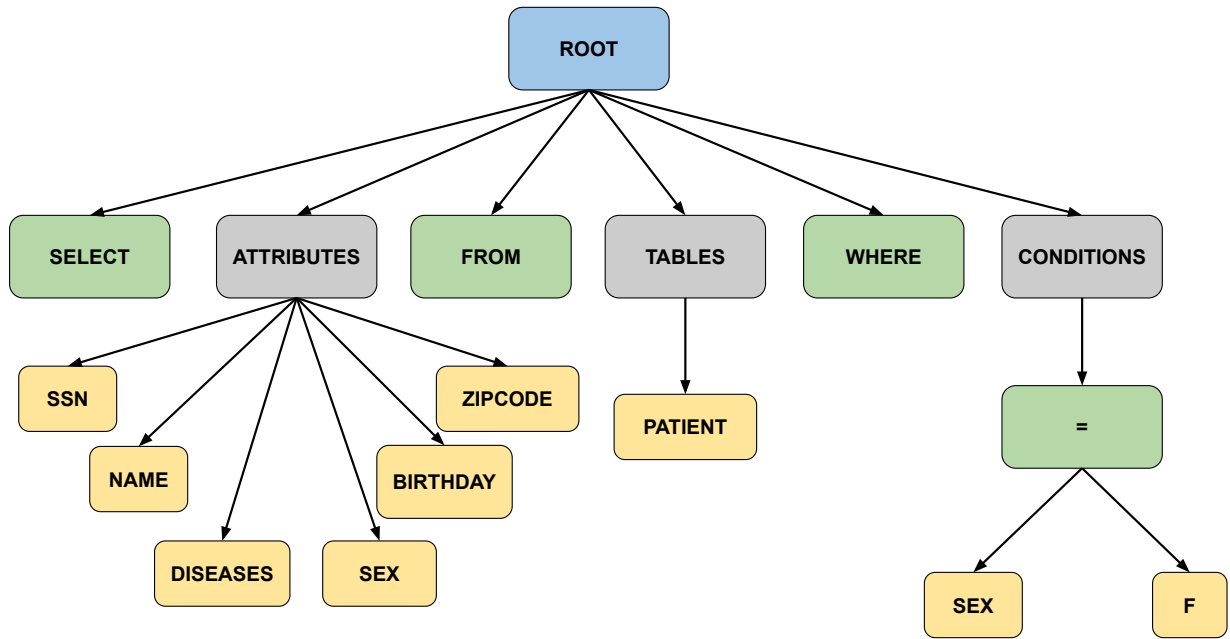 ROOT
SELECT
ATTRIBUTES
FROM
TABLES
WHERE
CONDITIONS
SSN
NAME
DISEASES
SEX
BIRTHDAY
ZIPCODE
PATIENT
=
SEX
F